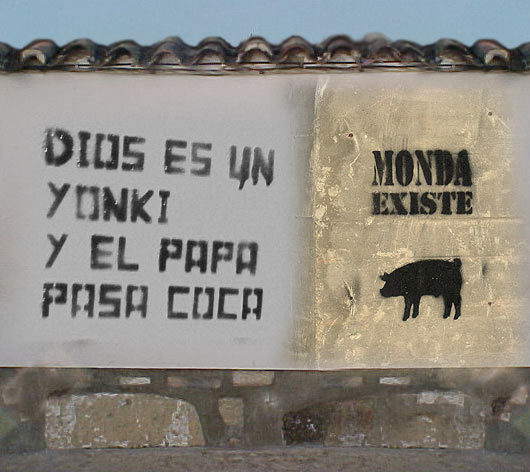 DIOS ES UN
YONKI
Y EL PAPA
PASA COCA
MONDA
EXISTE